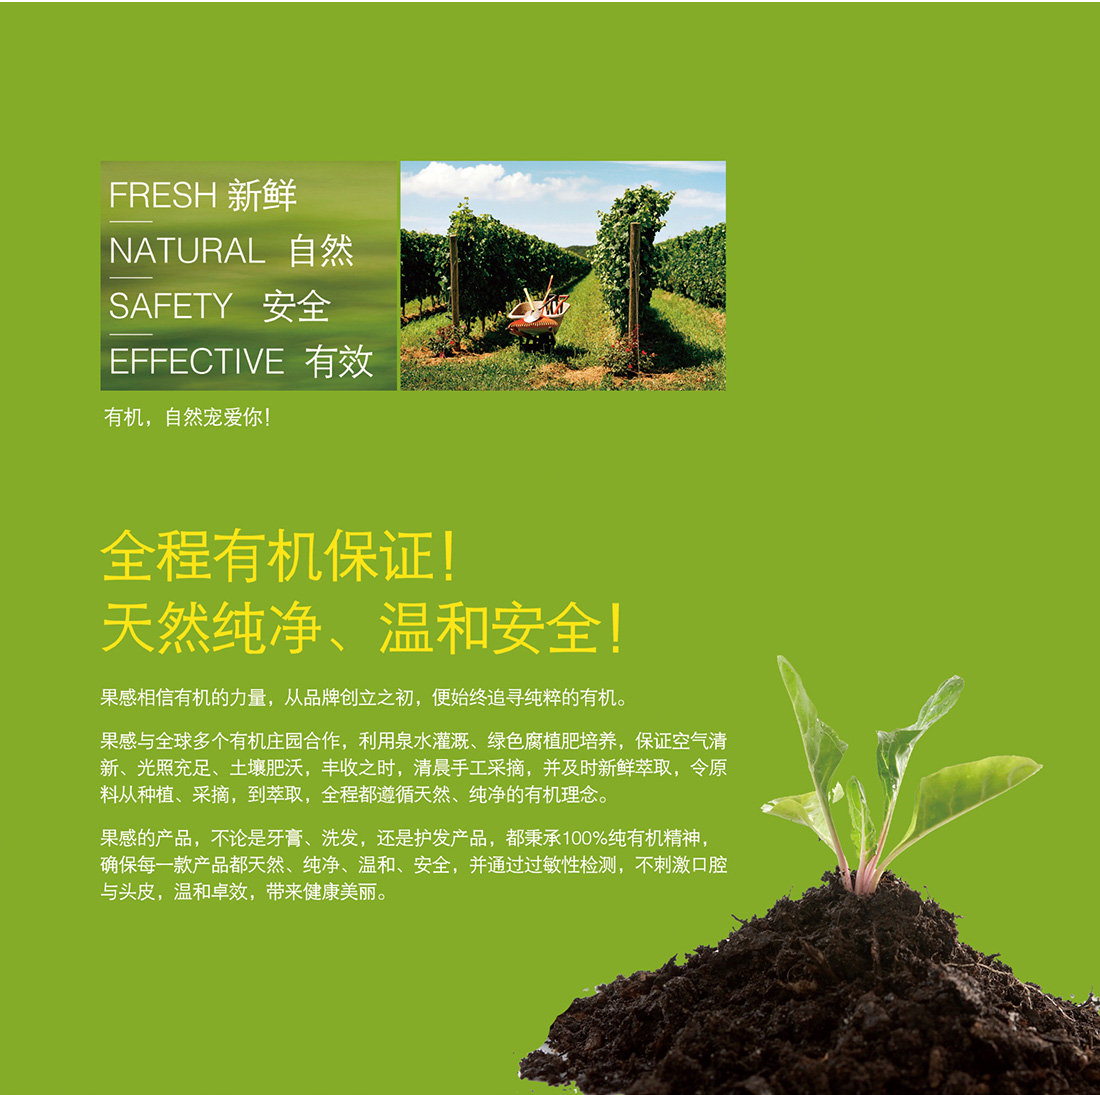 FRESH 新鲜
NATURAL 自然
SAFETY 安全
EFFECTIVE 有效
有机，自然宠爱你！
全程有机保证！
天然纯净、温和安全！
果感相信有机的力量，从品牌创立之初，便始终追寻纯粹的有机。
果感与全球多个有机庄园合作，利用泉水灌溉、绿色腐植肥培养，保证空气清
新、光照充足、土壤肥沃，丰收之时，清晨手工采摘，并及时新鲜萃取，令原
料从种植、采摘，到萃取，全程都遵循天然、纯净的有机理念。
果感的产品，不论是牙膏、洗发，还是护发产品，都秉承100%纯有机精神，
确保每一款产品都天然、纯净、温和、安全，并通过过敏性检测，不刺激口腔
与头皮，温和卓效，带来健康美丽。